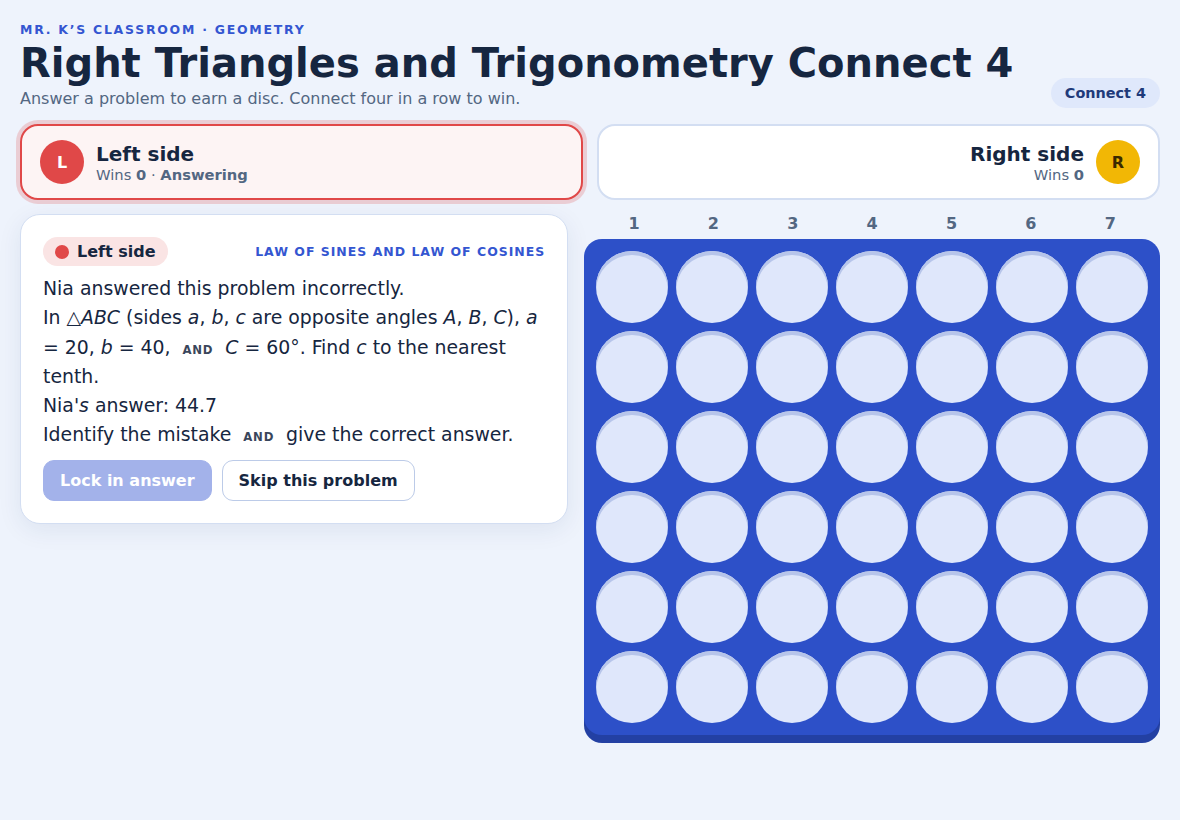 MR. K’S CLASSROOM · GEOMETRY
Right Triangles and Trigonometry Connect 4
Answer a problem to earn a disc. Connect four in a row to win.
Connect 4
L
Left side
Wins 0 · Answering
Right side
Wins 0
R
Left side
LAW OF SINES AND LAW OF COSINES
Nia answered this problem incorrectly.
In △ABC (sides a, b, c are opposite angles A, B, C), a
= 20, b = 40, AND C = 60°. Find c to the nearest
tenth.
Nia's answer: 44.7
Identify the mistake AND give the correct answer.
Lock in answer
Skip this problem
1 2 3 4 5 6 7